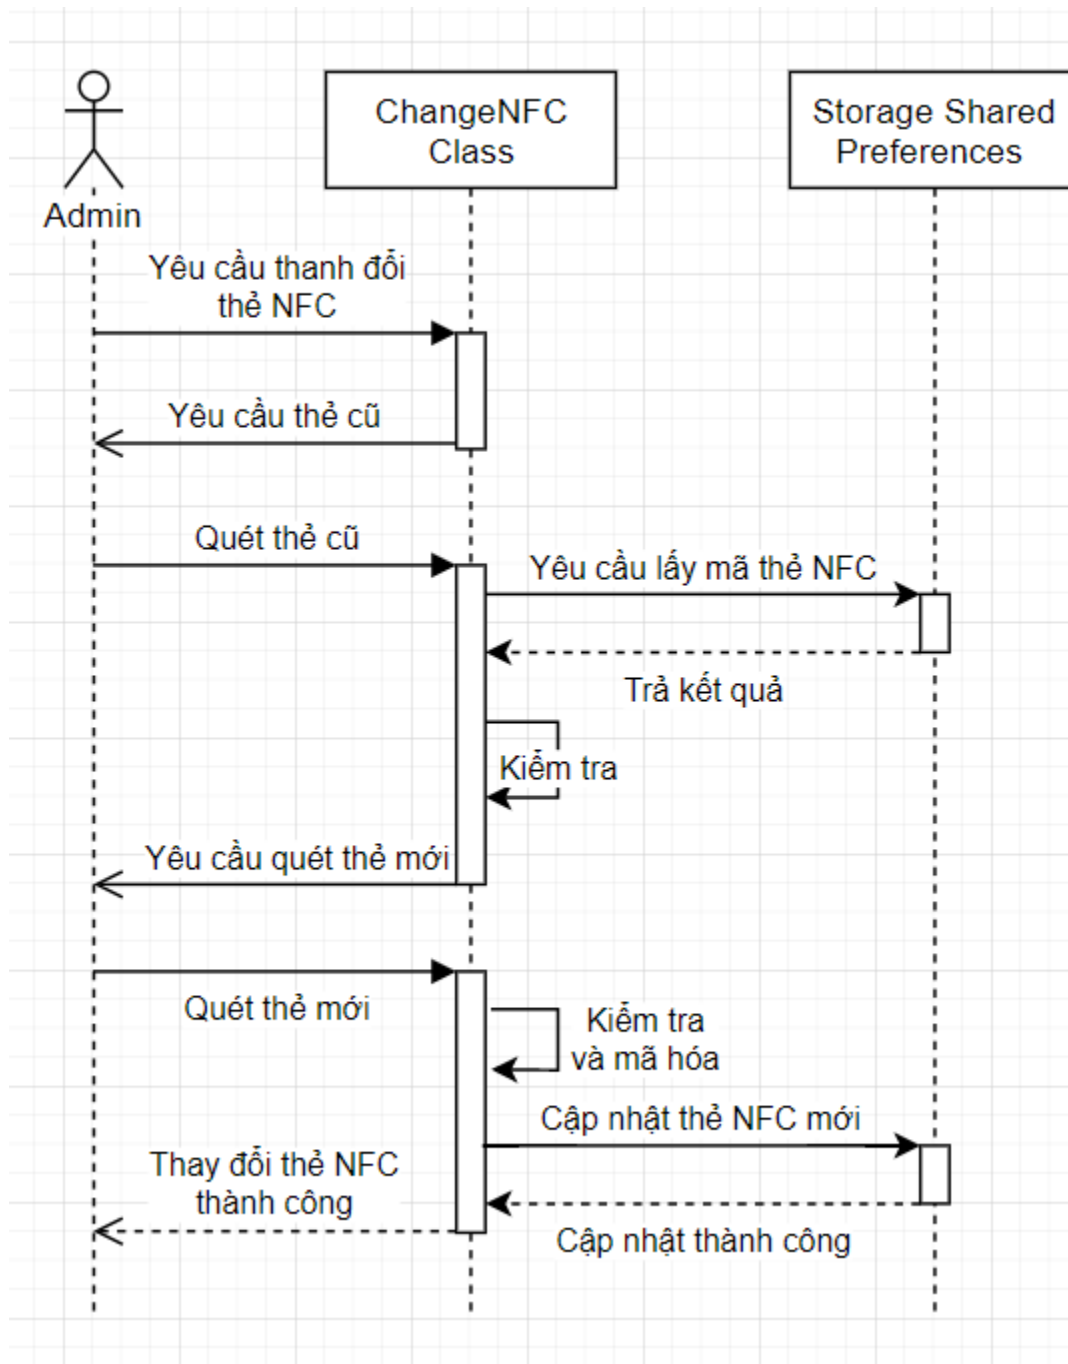 ChangeNFC
Class
Storage Shared
Preferences
Admin
Yêu cầu thanh đổi
thẻ NFC
Yêu cầu thẻ cũ
Quét thẻ cũ
Yêu cầu lấy mã thẻ NFC
Trả kết quả
Kiểm tra
Yêu cầu quét thẻ mới
Quét thẻ mới
Kiểm tra
và mã hóa
Cập nhật thẻ NFC mới
Thay đổi thẻ NFC
thành công
Cập nhật thành công